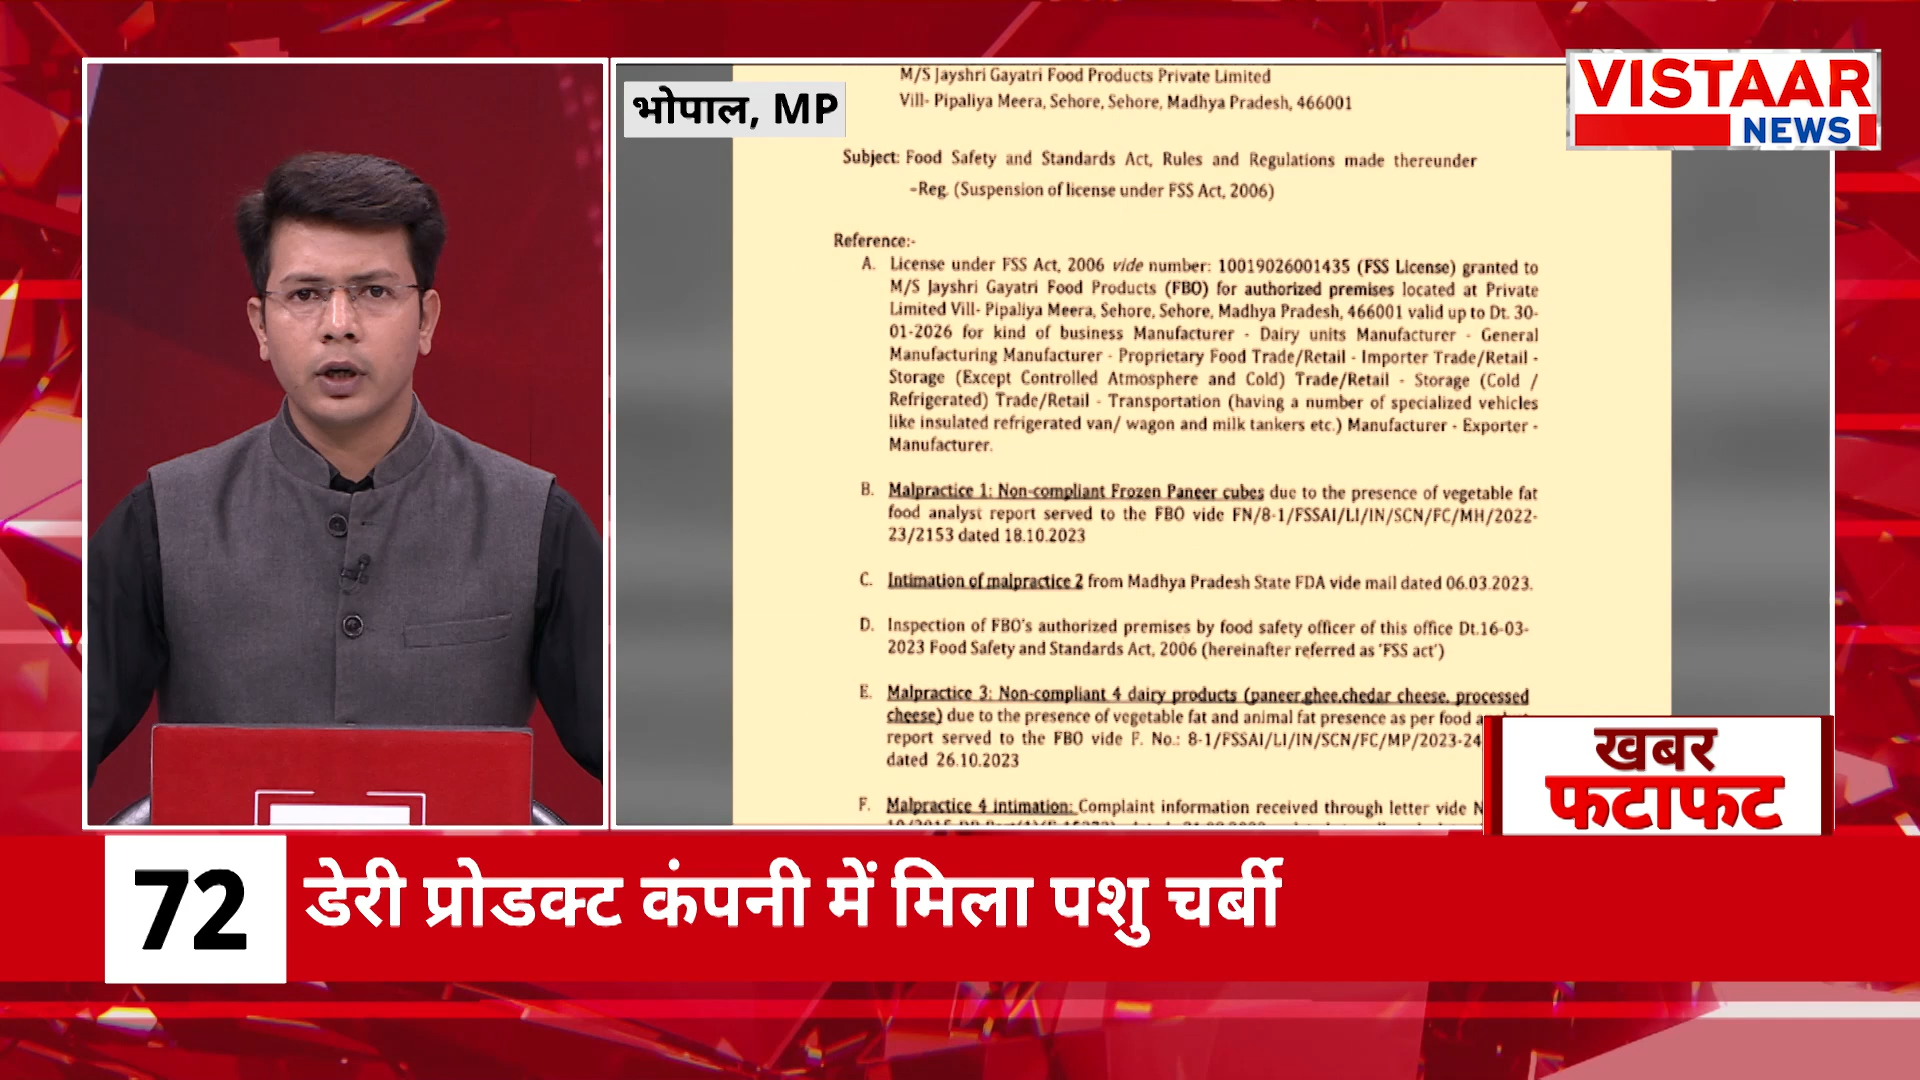 भोपाल, MP
VISTAAR
NEWS
M/S Jayshri Gayatri Food Products Private Limited
Vill- Pipaliya Meera, Sehore, Sehore, Madhya Pradesh, 466001
Subject: Food Safety and Standards Act, Rules and Regulations made thereunder
-Reg. (Suspension of license under FSS Act, 2006)
Reference:-
A. License under FSS Act, 2006 vide number: 10019026001435 (FSS License) granted to
M/S Jayshri Gayatri Food Products (FBO) for authorized premises located at Private
Limited Vill- Pipaliya Meera, Sehore, Sehore, Madhya Pradesh, 466001 valid up to Dt. 30-
01-2026 for kind of business Manufacturer - Dairy units Manufacturer - General
Manufacturing Manufacturer - Proprietary Food Trade/Retail - Importer Trade/Retail -
Storage (Except Controlled Atmosphere and Cold) Trade/Retail - Storage (Cold /
Refrigerated) Trade/Retail - Transportation (having a number of specialized vehicles
like insulated refrigerated van/ wagon and milk tankers etc.) Manufacturer - Exporter -
Manufacturer.
B. Malpractice 1: Non-compliant Frozen Paneer cubes due to the presence of vegetable fat
food analyst report served to the FBO vide FN/8-1/FSSAI/LI/IN/SCN/FC/MH/2022-
23/2153 dated 18.10.2023
C. Intimation of malpractice 2 from Madhya Pradesh State FDA vide mail dated 06.03.2023.
D. Inspection of FBO's authorized premises by food safety officer of this office Dt.16-03-
2023 Food Safety and Standards Act, 2006 (hereinafter referred as 'FSS act')
E. Malpractice 3: Non-compliant 4 dairy products (paneer,ghee,chedar cheese, processed
cheese) due to the presence of vegetable fat and animal fat presence as per food
report served to the FBO vide F. No.: 8-1/FSSAI/LI/IN/SCN/FC/MP/2023-24
dated 26.10.2023
F. Malpractice 4 intimation: Complaint information received through letter vide
खबर
फटाफट
72
डेरी प्रोडक्ट कंपनी में मिला पशु चर्बी